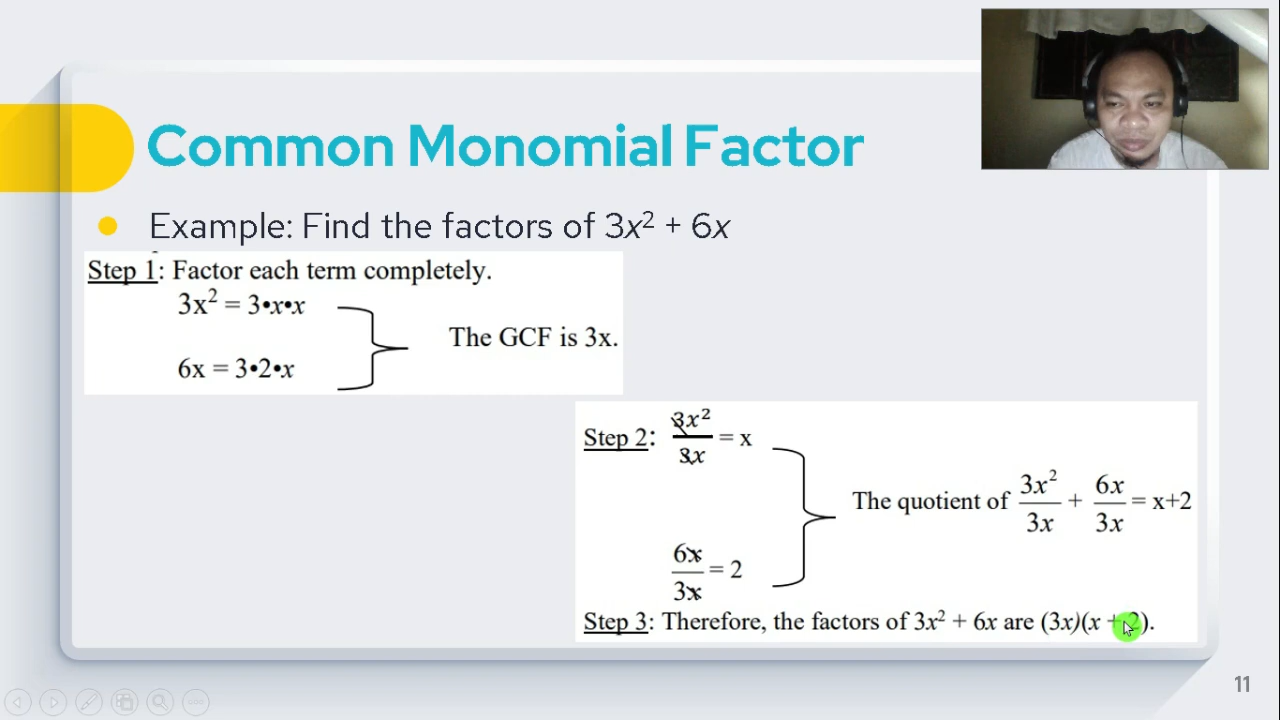 Common Monomial Factor
Example: Find the factors of 3x² + 6x
Step 1: Factor each term completely.
3x² = 3•x•x
The GCF is 3x.
6x = 3•2•x
Step 2: 3x²/3x = x
The quotient of 3x²/3x + 6x/3x = x+2
6x/3x = 2
Step 3: Therefore, the factors of 3x² + 6x are (3x)(x + 2).
11